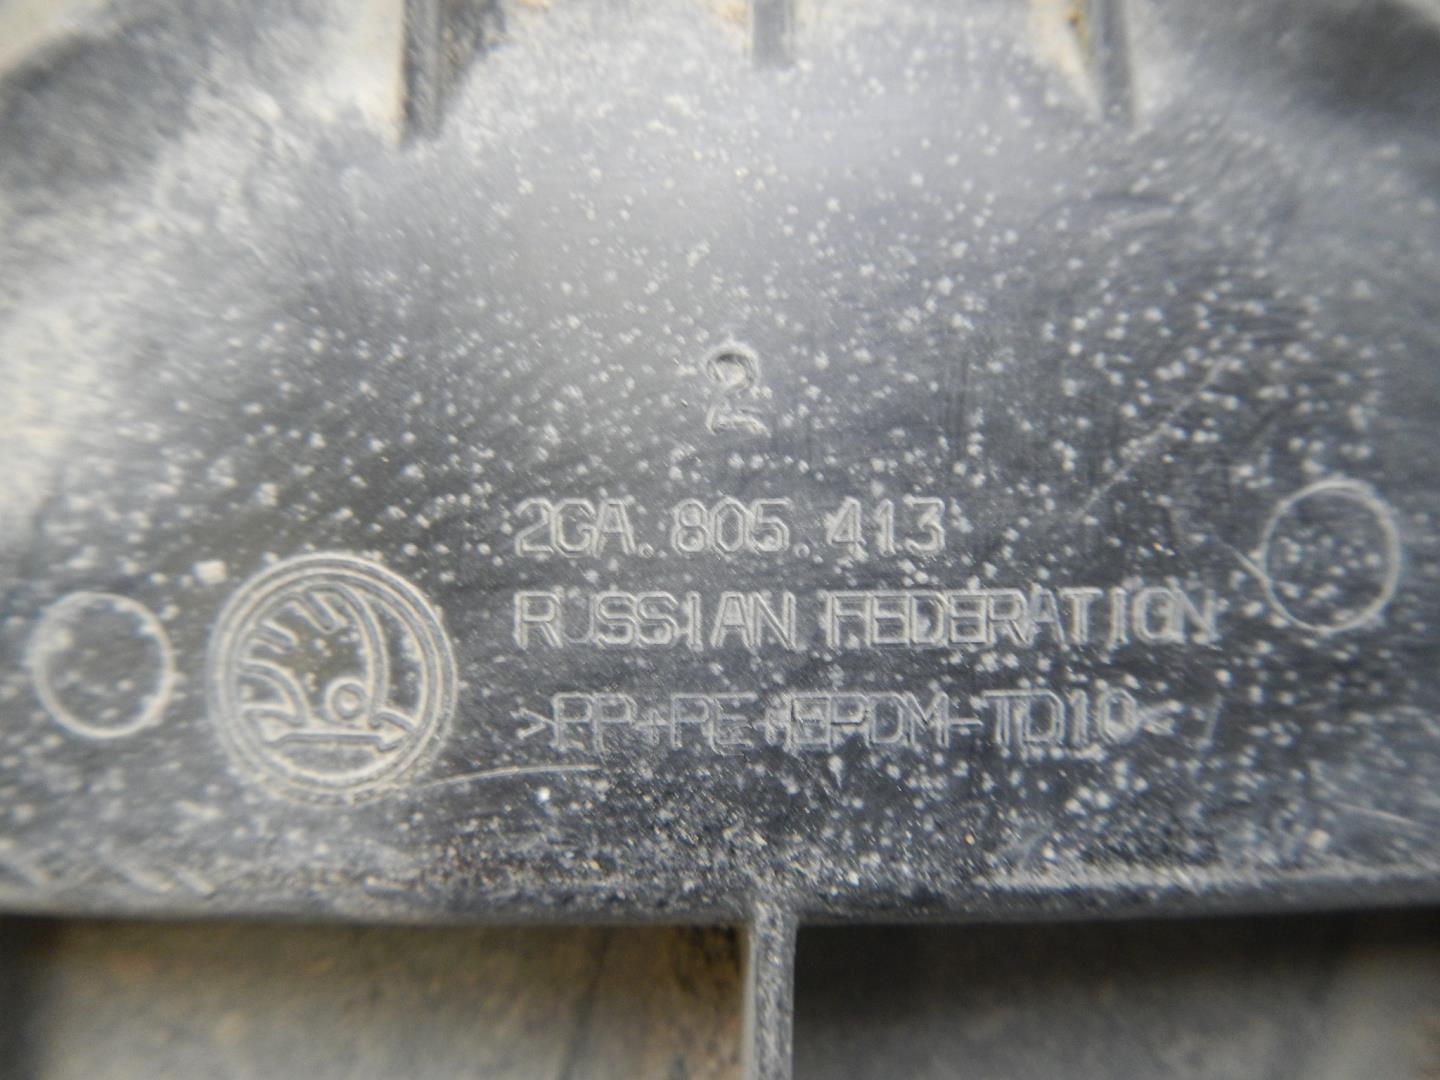 2
2GA.805.413
RUSSIAN FEDERATION
>PP+PE+EPDM-TD10<